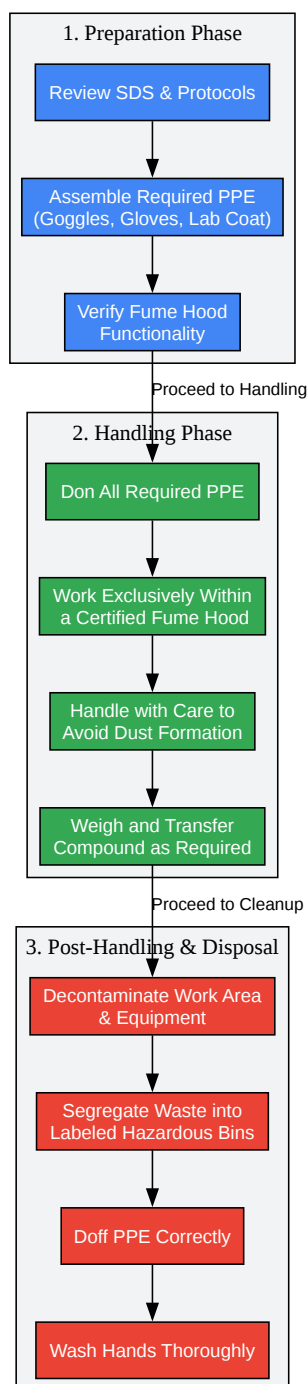 1. Preparation Phase
Review SDS & Protocols
Assemble Required PPE
(Goggles, Gloves, Lab Coat)
Verify Fume Hood
Functionality
Proceed to Handling
2. Handling Phase
Don All Required PPE
Work Exclusively Within
a Certified Fume Hood
Handle with Care to
Avoid Dust Formation
Weigh and Transfer
Compound as Required
Proceed to Cleanup
3. Post-Handling & Disposal
Decontaminate Work Area
& Equipment
Segregate Waste into
Labeled Hazardous Bins
Doff PPE Correctly
Wash Hands Thoroughly